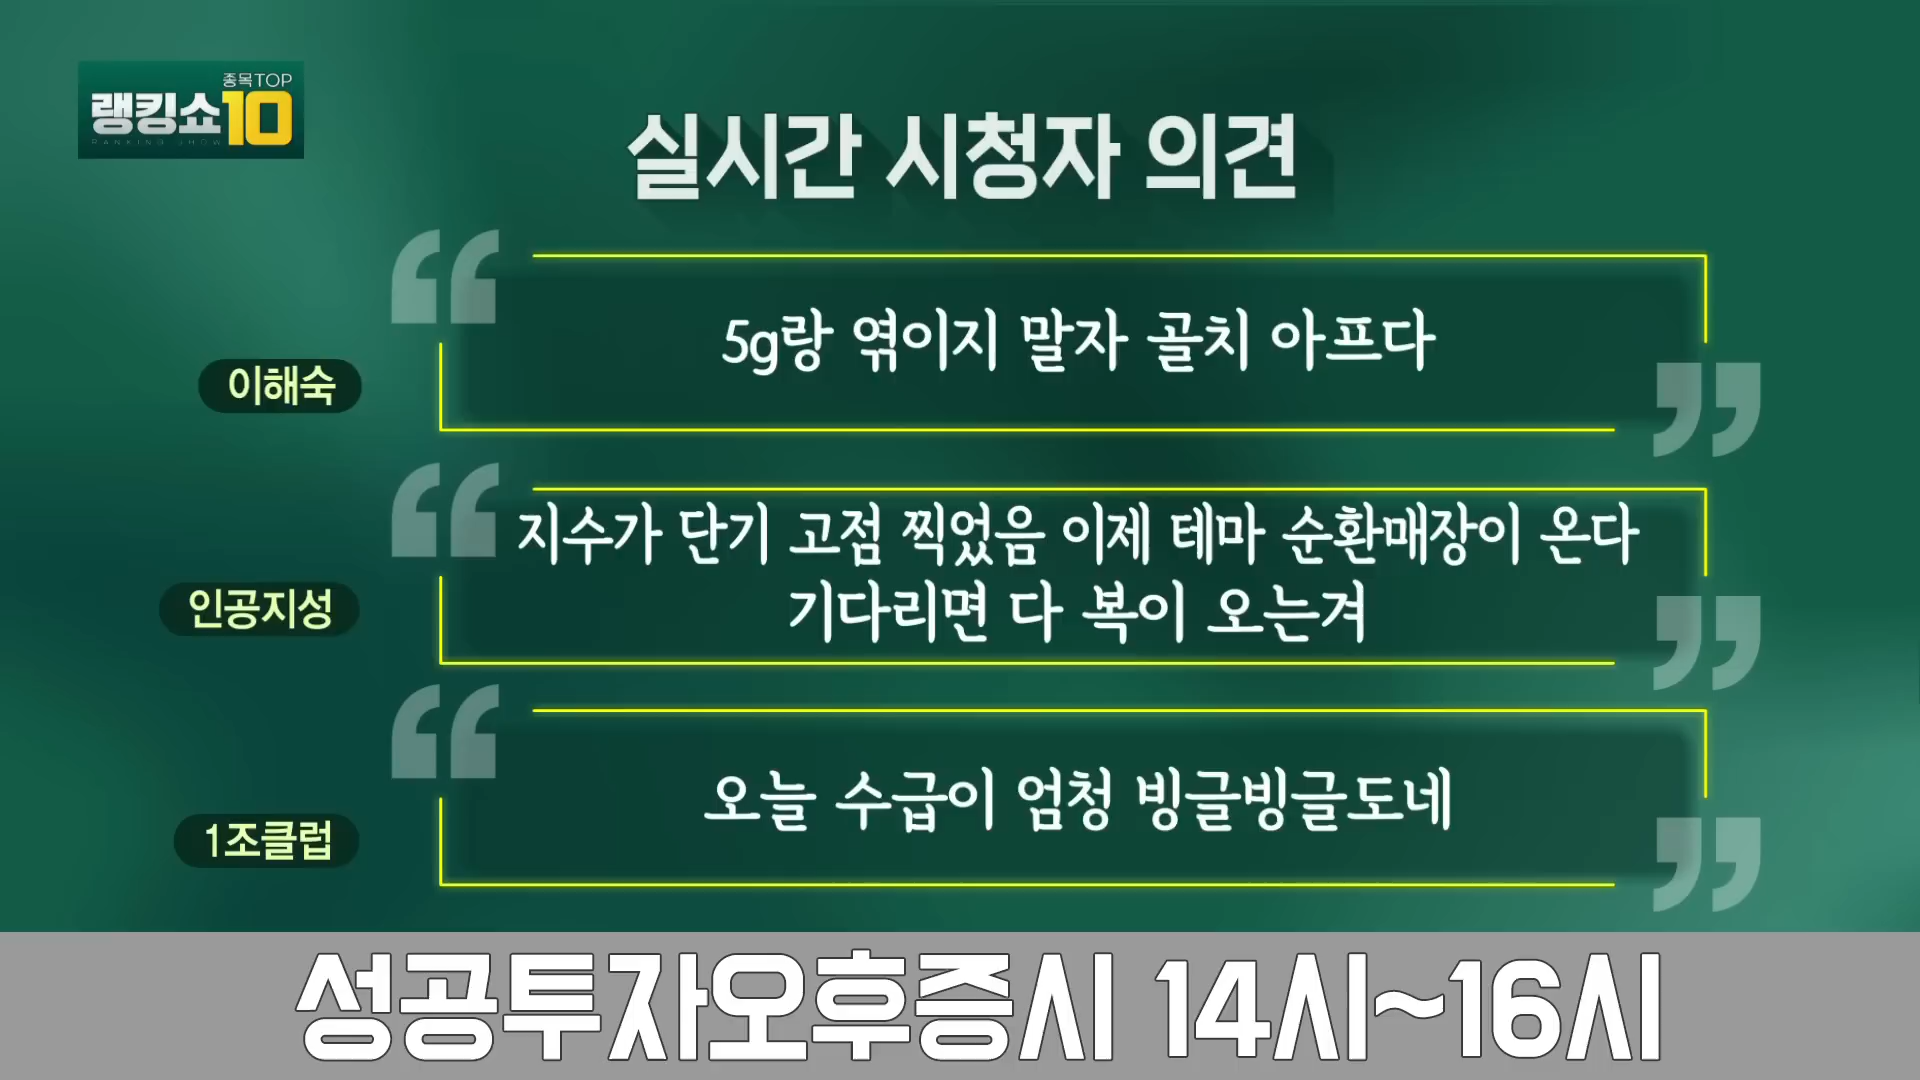 종목TOP
랭킹쇼10
RANKING SHOW
실시간 시청자 의견
이해숙
5g랑 엮이지 말자 골치 아프다
인공지성
지수가 단기 고점 찍었음 이제 테마 순환매장이 온다
기다리면 다 복이 오는겨
1조클럽
오늘 수급이 엄청 빙글빙글도네
성공투자오후증시 14시~16시